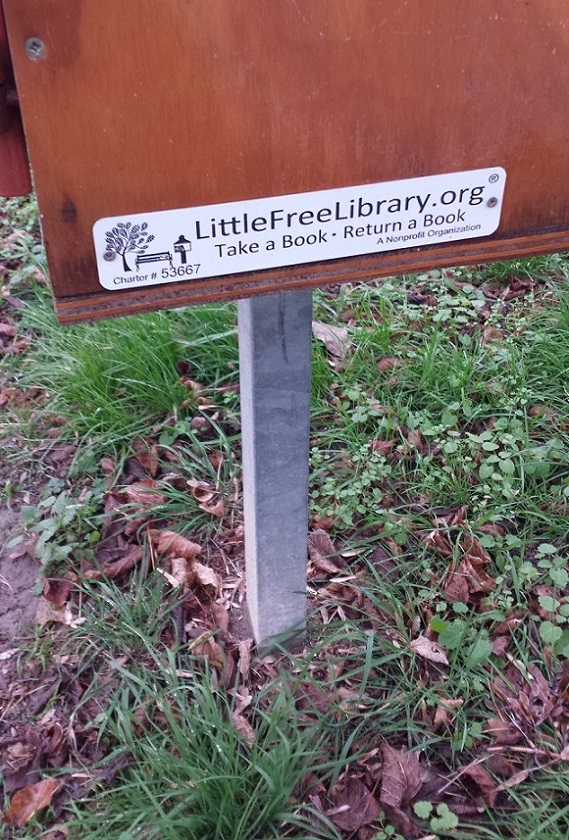 LittleFreeLibrary.org®
Take a Book · Return a Book
A Nonprofit Organization
Charter # 53667